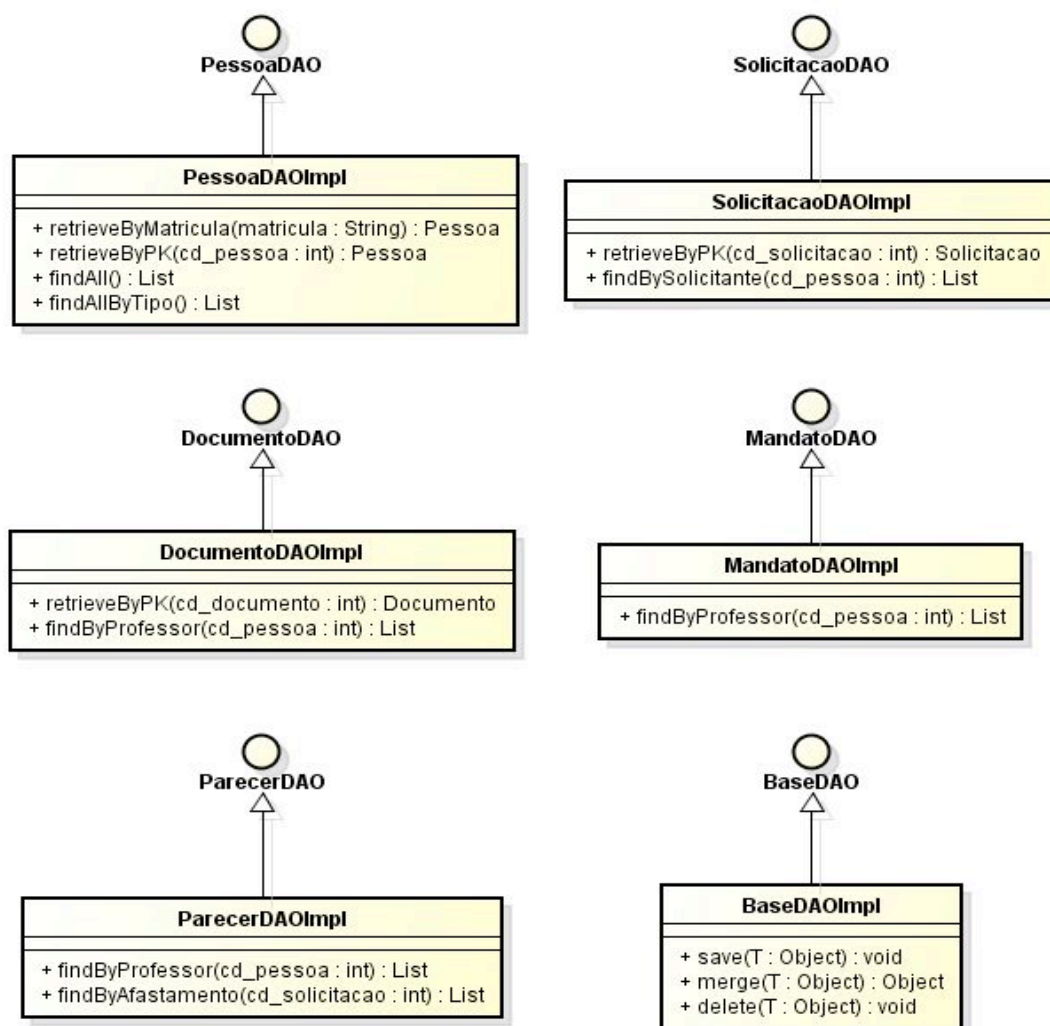 PessoaDAO
PessoaDAOImpl
+ retrieveByMatricula(matricula : String) : Pessoa
+ retrieveByPK(cd_pessoa : int) : Pessoa
+ findAll() : List
+ findAllByTipo() : List
SolicitacaoDAO
SolicitacaoDAOImpl
+ retrieveByPK(cd_solicitacao : int) : Solicitacao
+ findBySolicitante(cd_pessoa : int) : List
DocumentoDAO
DocumentoDAOImpl
+ retrieveByPK(cd_documento : int) : Documento
+ findByProfessor(cd_pessoa : int) : List
MandatoDAO
MandatoDAOImpl
+ findByProfessor(cd_pessoa : int) : List
ParecerDAO
ParecerDAOImpl
+ findByProfessor(cd_pessoa : int) : List
+ findByAfastamento(cd_solicitacao : int) : List
BaseDAO
BaseDAOImpl
+ save(T : Object) : void
+ merge(T : Object) : Object
+ delete(T : Object) : void